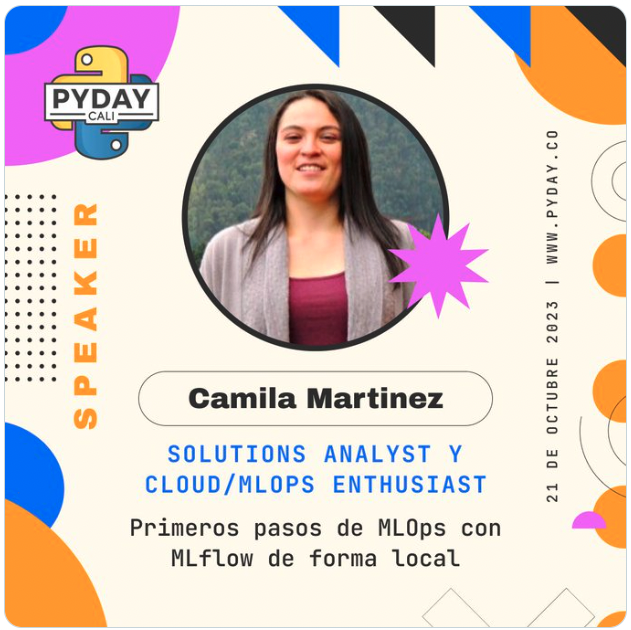 PYDAY
CALI
SPEAKER
21 DE OCTUBRE 2023 | WWW.PYDAY.CO
Camila Martinez
SOLUTIONS ANALYST Y
CLOUD/MLOPS ENTHUSIAST
Primeros pasos de MLOps con
MLflow de forma local